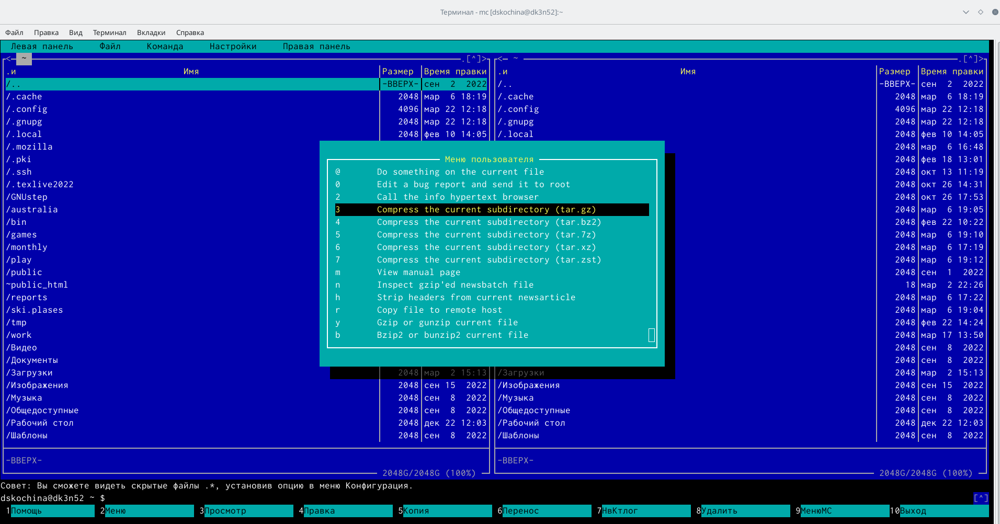 Терминал - mc [dskochina@dk3n52]:~
Файл Правка Вид Терминал Вкладки Справка
Левая панель Файл Команда Настройки Правая панель
<- ~ .[^]> <- ~ .[^]>
.и Имя Размер Время правки .и Имя Размер Время правки
/.. -ВВЕРХ- сен 2 2022 /.. -ВВЕРХ- сен 2 2022
/.cache 2048 мар 6 18:19 /.cache 2048 мар 6 18:19
/.config 4096 мар 22 12:18 /.config 4096 мар 22 12:18
/.gnupg 2048 мар 22 12:18 /.gnupg 2048 мар 22 12:18
/.local 2048 фев 10 14:05 /.local 2048 фев 10 14:05
/.mozilla 2048 мар 6 16:48
/.pki Меню пользователя 2048 фев 18 13:01
/.ssh @ Do something on the current file 2048 окт 13 11:19
/.texlive2022 0 Edit a bug report and send it to root 2048 окт 26 14:31
/GNUstep 2 Call the info hypertext browser 2048 окт 26 17:53
/australia 3 Compress the current subdirectory (tar.gz) 2048 мар 6 19:05
/bin 4 Compress the current subdirectory (tar.bz2) 2048 фев 22 10:22
/games 5 Compress the current subdirectory (tar.7z) 2048 мар 6 19:10
/monthly 6 Compress the current subdirectory (tar.xz) 2048 мар 6 17:19
/play 7 Compress the current subdirectory (tar.zst) 2048 мар 6 19:12
/public m View manual page 2048 сен 1 2022
~public_html n Inspect gzip'ed newsbatch file 18 мар 2 22:26
/reports h Strip headers from current newsarticle 2048 мар 6 17:22
/ski.plases r Copy file to remote host 2048 мар 6 19:04
/tmp y Gzip or gunzip current file 2048 фев 22 14:24
/work b Bzip2 or bunzip2 current file 2048 мар 17 13:50
/Видео 2048 сен 8 2022
/Документы 2048 сен 8 2022
/Загрузки 2048 мар 2 15:13 /Загрузки 2048 мар 2 15:13
/Изображения 2048 сен 15 2022 /Изображения 2048 сен 15 2022
/Музыка 2048 сен 8 2022 /Музыка 2048 сен 8 2022
/Общедоступные 2048 сен 8 2022 /Общедоступные 2048 сен 8 2022
/Рабочий стол 2048 дек 22 12:03 /Рабочий стол 2048 дек 22 12:03
/Шаблоны 2048 сен 8 2022 /Шаблоны 2048 сен 8 2022
-ВВЕРХ- -ВВЕРХ-
2048G/2048G (100%) 2048G/2048G (100%)
Совет: Вы сможете видеть скрытые файлы .*, установив опцию в меню Конфигурация.
dskochina@dk3n52 ~ $ [^]
1Помощь 2Меню 3Просмотр 4Правка 5Копия 6Перенос 7НвКтлог 8Удалить 9МенюMC 10Выход